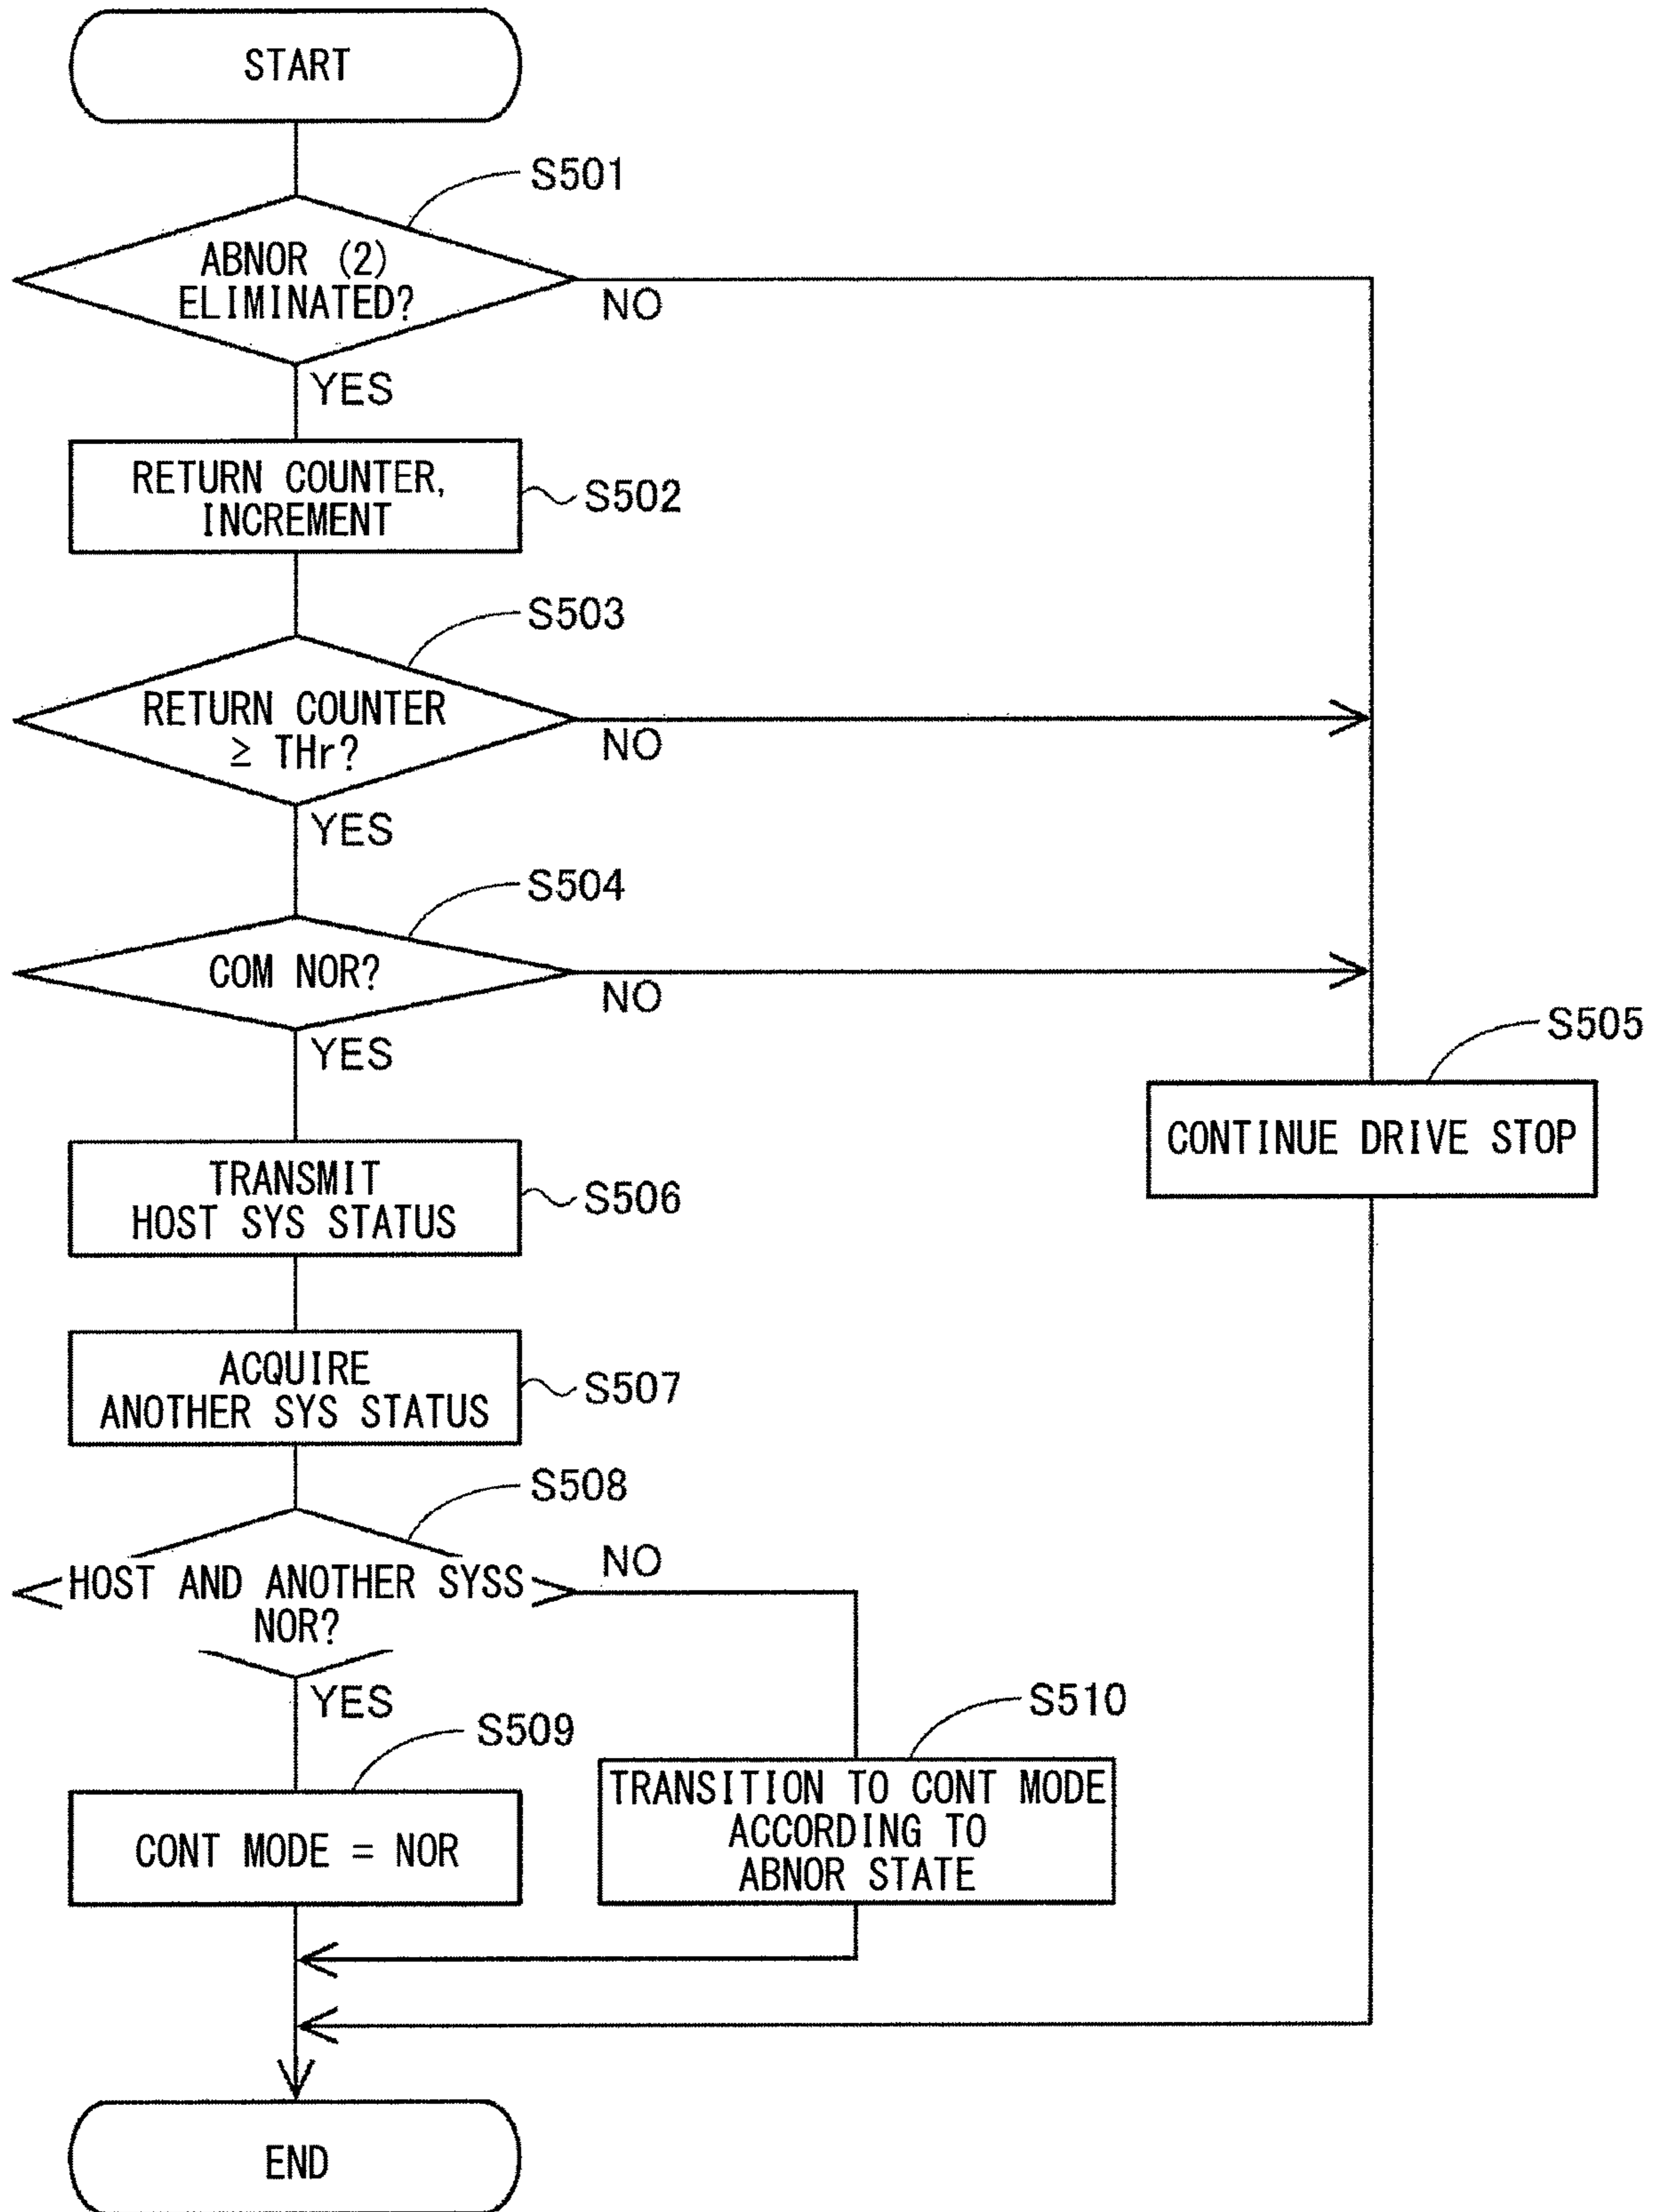 START
S501
ABNOR (2)
ELIMINATED?
NO
YES
RETURN COUNTER,
INCREMENT
S502
S503
RETURN COUNTER
≥ THr?
NO
YES
S504
COM NOR?
NO
YES
S505
CONTINUE DRIVE STOP
TRANSMIT
HOST SYS STATUS
S506
ACQUIRE
ANOTHER SYS STATUS
S507
S508
HOST AND ANOTHER SYSS
NOR?
NO
YES
S509
CONT MODE = NOR
S510
TRANSITION TO CONT MODE
ACCORDING TO
ABNOR STATE
END